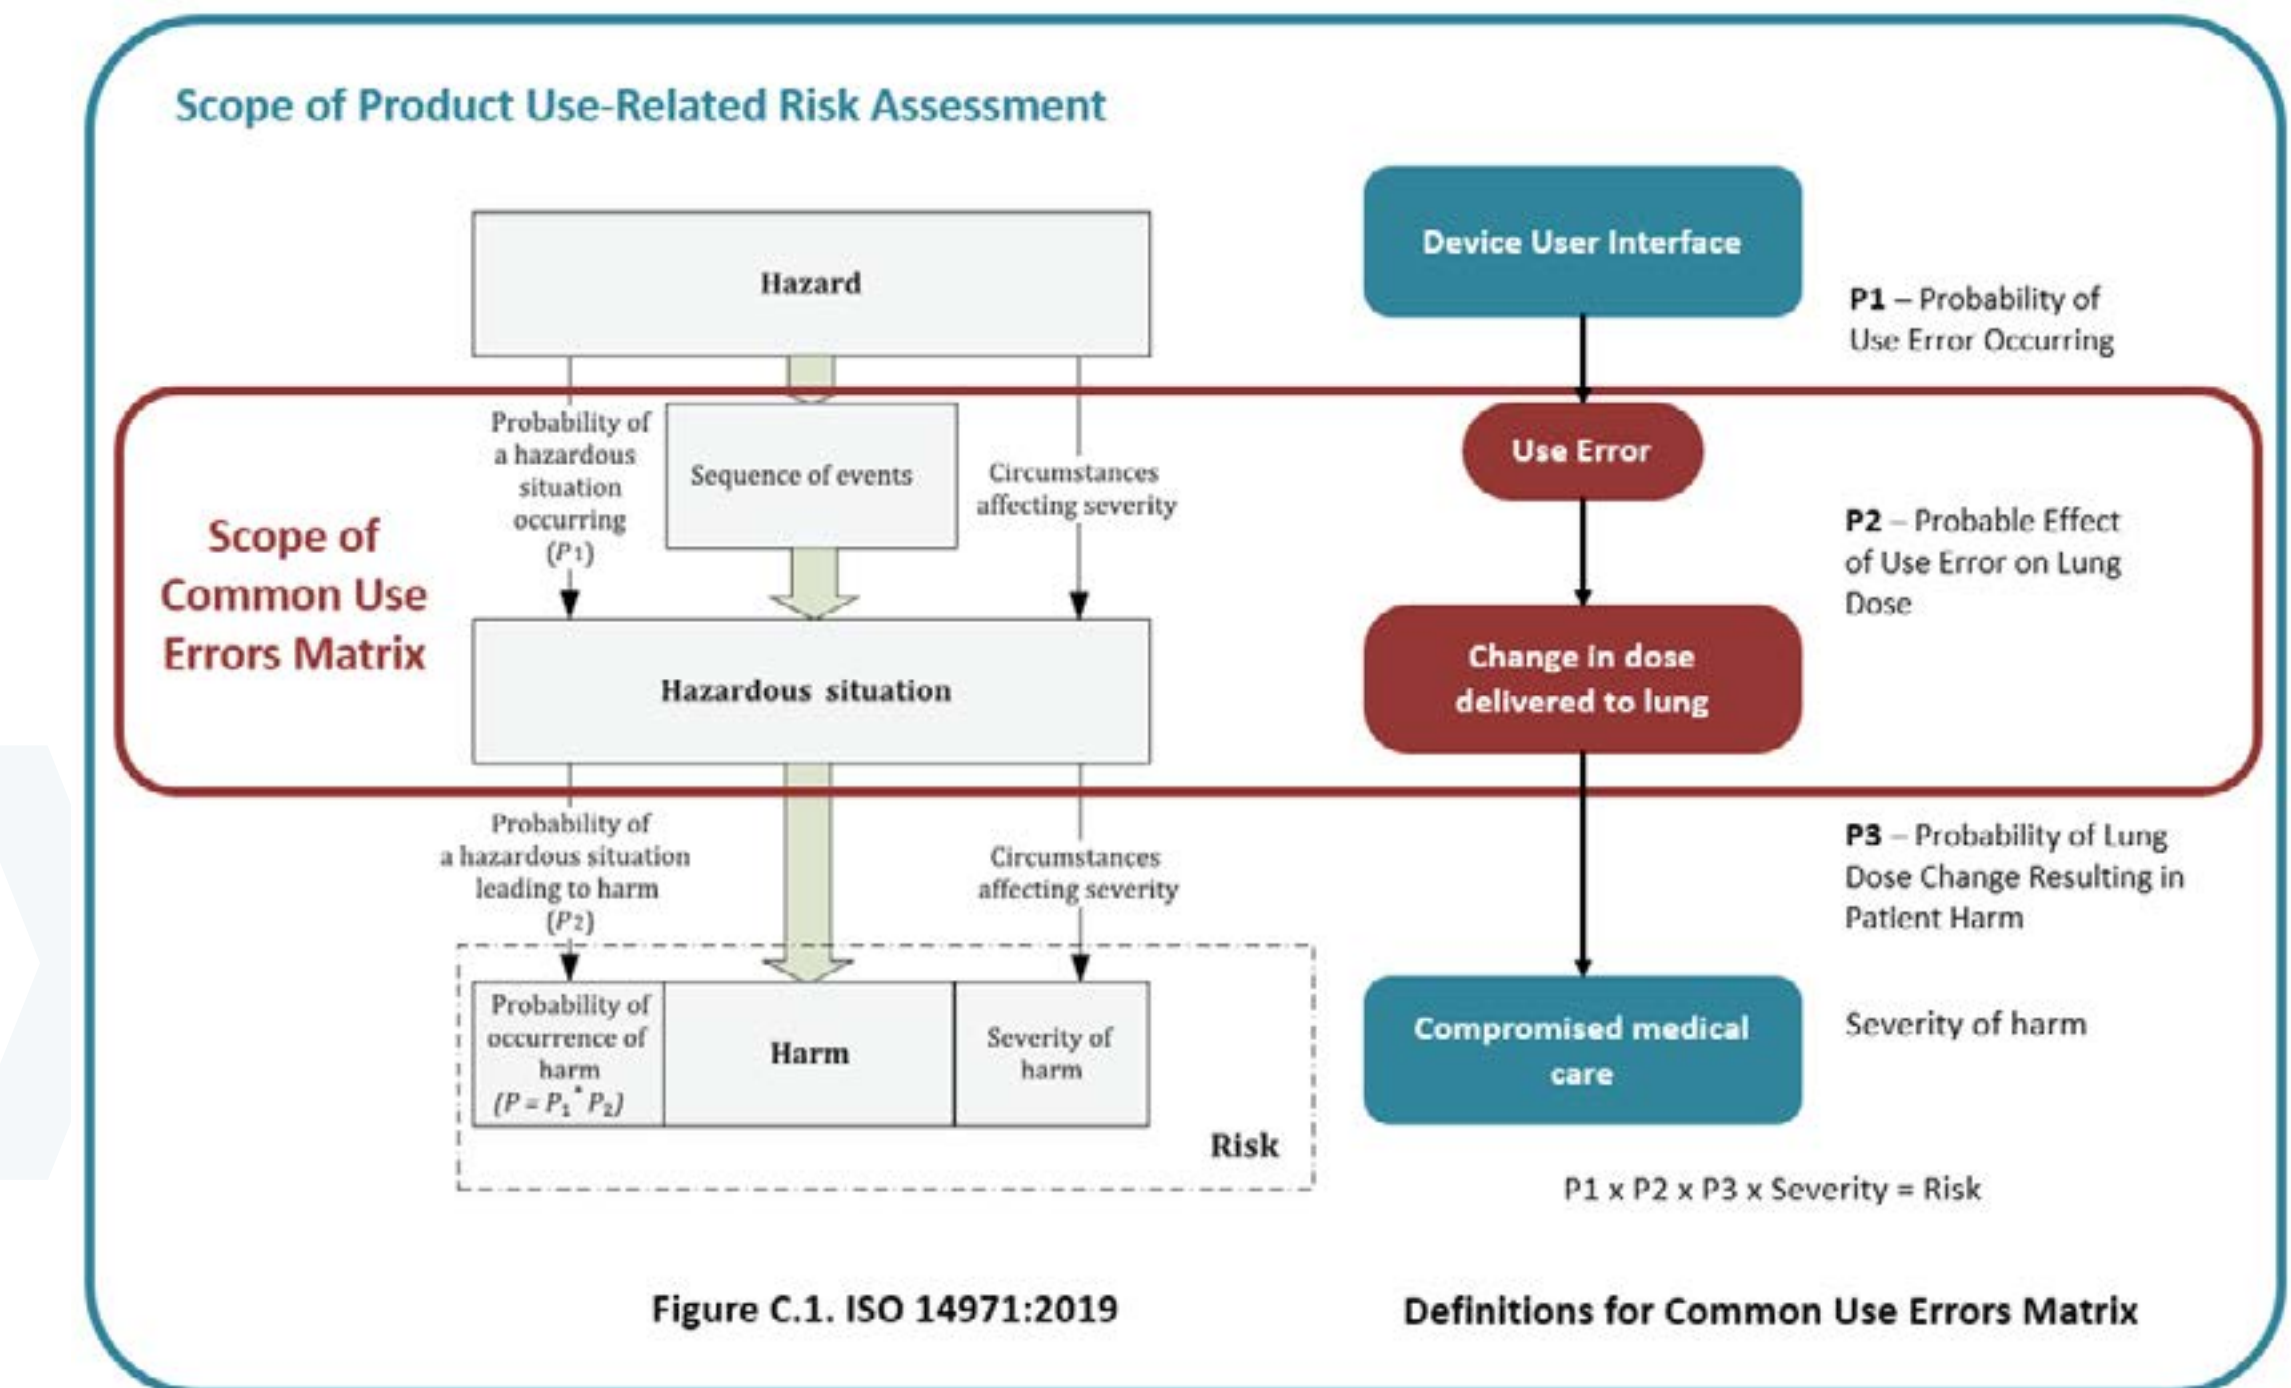 Scope of Product Use-Related Risk Assessment
Hazard
Probability of
a hazardous
situation
occurring
(P1)
Sequence of events
Circumstances
affecting severity
Scope of
Common Use
Errors Matrix
Hazardous situation
Probability of
a hazardous situation
leading to harm
(P2)
Circumstances
affecting severity
Probability of
occurrence of
harm
(P = P1* P2)
Harm
Severity of
harm
Risk
Figure C.1. ISO 14971:2019
Device User Interface
P1 – Probability of
Use Error Occurring
Use Error
P2 – Probable Effect
of Use Error on Lung
Dose
Change in dose
delivered to lung
P3 – Probability of Lung
Dose Change Resulting in
Patient Harm
Compromised medical
care
Severity of harm
P1 x P2 x P3 x Severity = Risk
Definitions for Common Use Errors Matrix